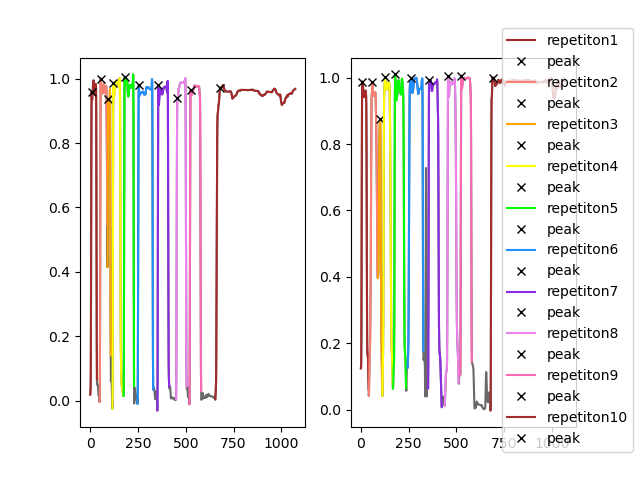 1.0
0.8
0.6
0.4
0.2
0.0
0
250
500
750
1000
1.0
0.8
0.6
0.4
0.2
0.0
0
250
500
750
1000
repetiton1
peak
repetiton2
peak
repetiton3
peak
repetiton4
peak
repetiton5
peak
repetiton6
peak
repetiton7
peak
repetiton8
peak
repetiton9
peak
repetiton10
peak